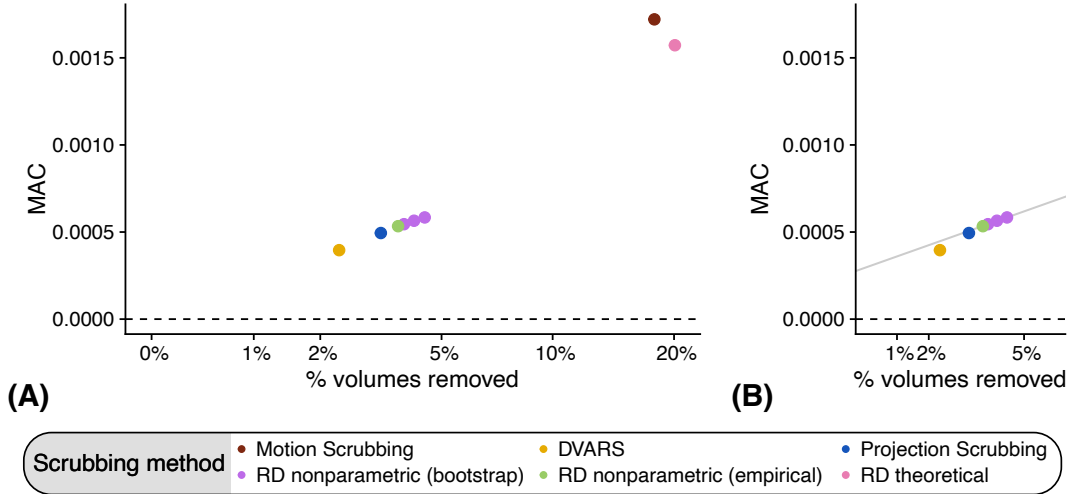 0.0015
0.0010
0.0005
0.0000
MAC
0% 1% 2% 5% 10% 20%
% volumes removed
(A)
0.0015
0.0010
0.0005
0.0000
MAC
1% 2% 5%
% volumes removed
(B)
Scrubbing method
Motion Scrubbing DVARS Projection Scrubbing
RD nonparametric (bootstrap) RD nonparametric (empirical) RD theoretical